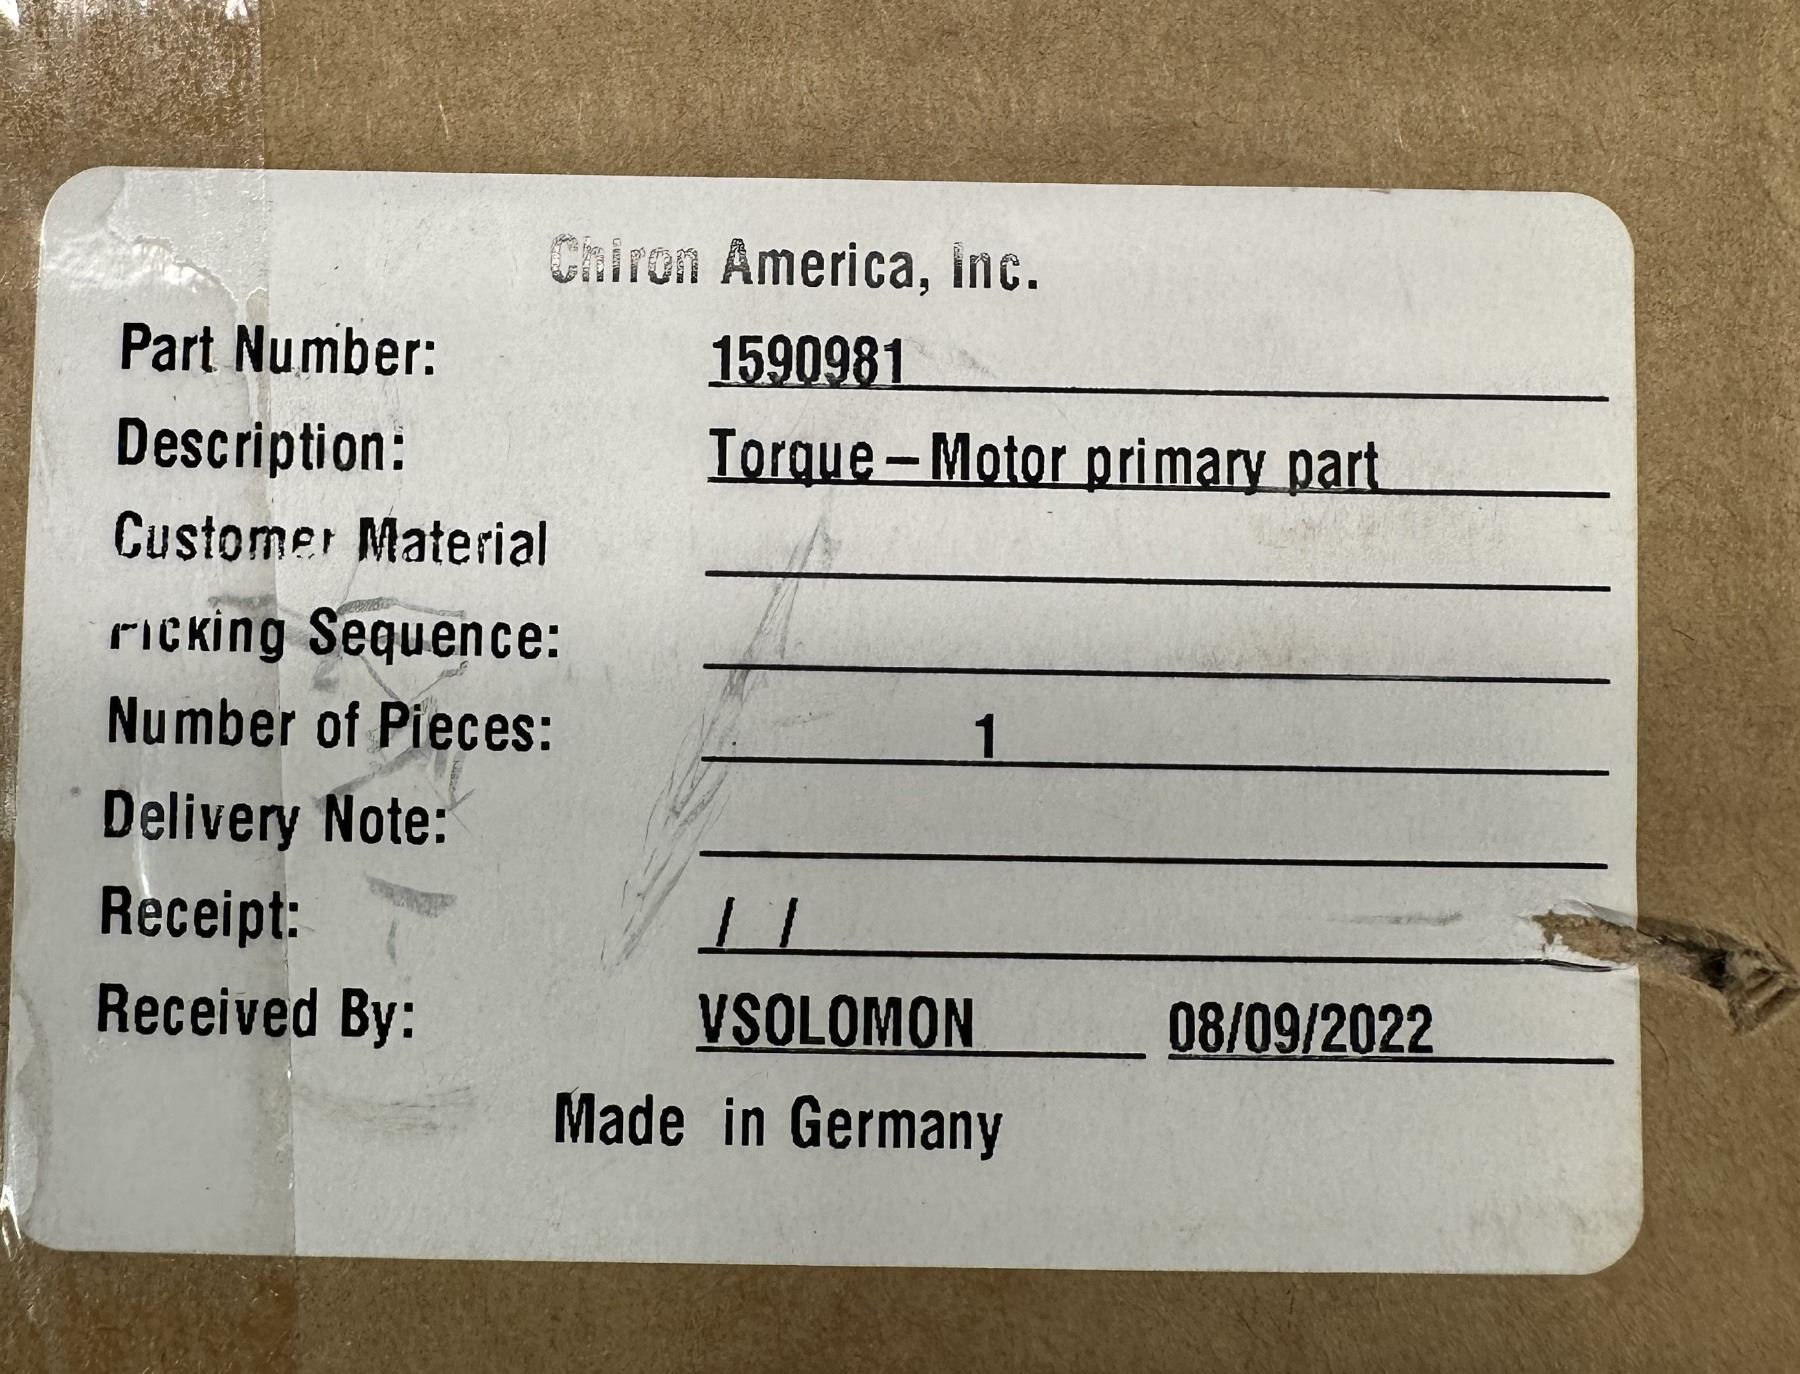 Chiron America, Inc.
Part Number: 1590981
Description: Torque-Motor primary part
Customer Material
Picking Sequence:
Number of Pieces: 1
Delivery Note:
Receipt: / /
Received By: VSOLOMON 08/09/2022
Made in Germany